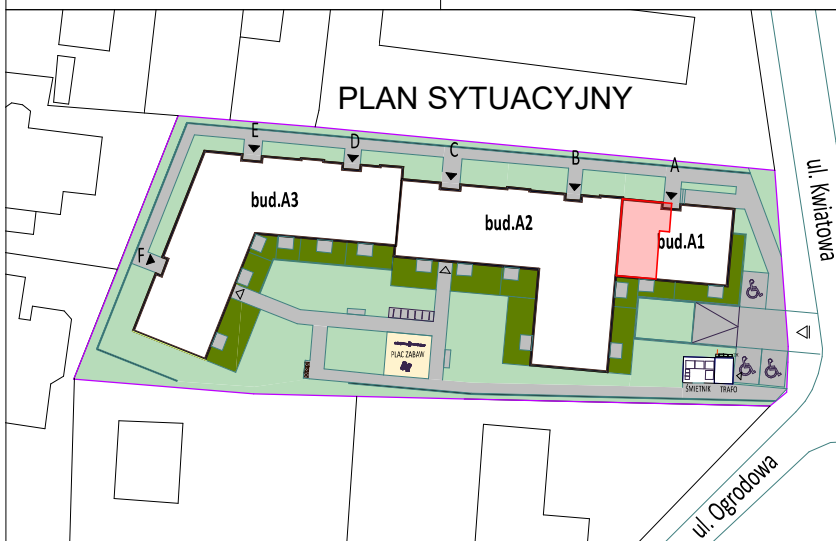 PLAN SYTUACYJNY
E
D
C
B
A
ul. Kwiatowa
bud.A3
bud.A2
bud.A1
F
PLAC ZABAW
ŚMIETNIK
TRAFO
ul. Ogrodowa